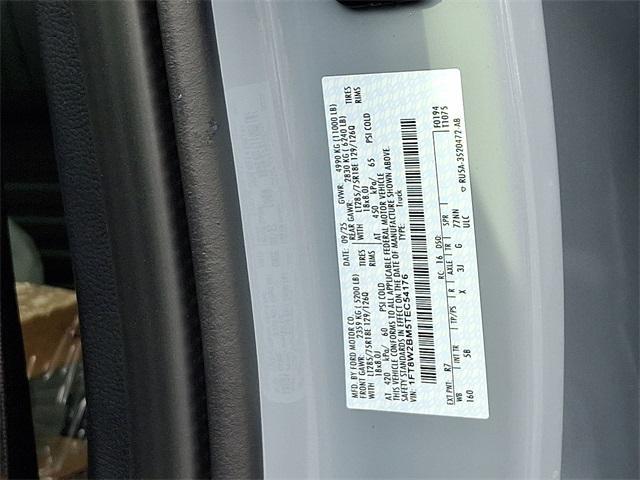 MFD. BY FORD MOTOR CO. DATE: 09/25 GVWR: 4990 KG (11000 LB)
FRONT GAWR: 2359 KG (5200 LB) REAR GAWR: 2830 KG (6240 LB)
WITH LT285/75R18E 129/126Q TIRES WITH LT285/75R18E 129/126Q TIRES
18x8.0J RIMS 18x8.0J RIMS
AT 420 kPa/ 60 PSI COLD AT 450 kPa/ 65 PSI COLD
THIS VEHICLE CONFORMS TO ALL APPLICABLE FEDERAL MOTOR VEHICLE
SAFETY STANDARDS IN EFFECT ON THE DATE OF MANUFACTURE SHOWN ABOVE.
VIN: 1FT8W2BM5TEC54176 TYPE: Truck
F0194
EXT PNT: R7 RC: 16 DSO: T1075
WB INT TR TP/PS R AXLE TR SPR
160 5B X 3J G 77NN
ULC RU5A-3520472-AB